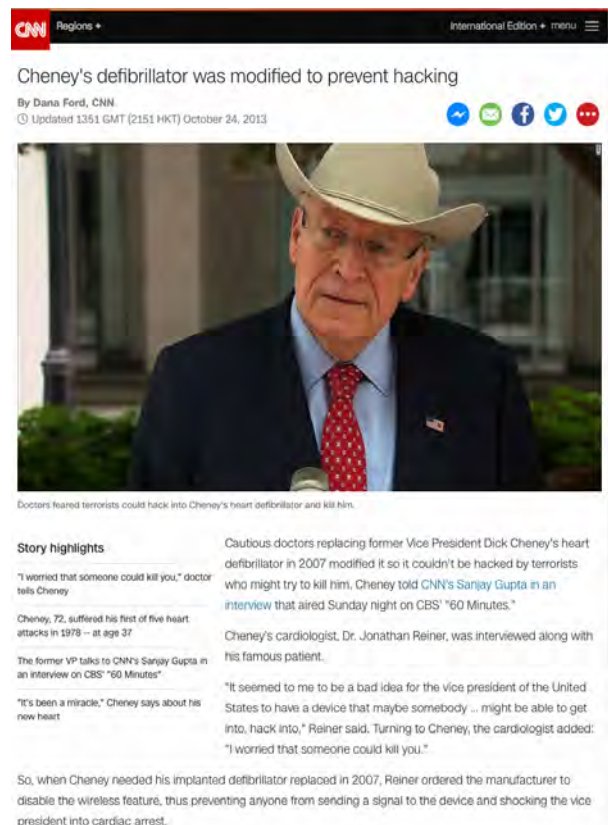 CNN Regions + International Edition + menu
Cheney's defibrillator was modified to prevent hacking
By Dana Ford, CNN
Updated 1351 GMT (2151 HKT) October 24, 2013
Doctors feared terrorists could hack into Cheney's heart defibrillator and kill him.
Story highlights
"I worried that someone could kill you," doctor
tells Cheney
Cheney, 72, suffered his first of five heart
attacks in 1978 -- at age 37
The former VP talks to CNN's Sanjay Gupta in
an interview on CBS' "60 Minutes"
"It's been a miracle," Cheney says about his
new heart
Cautious doctors replacing former Vice President Dick Cheney's heart
defibrillator in 2007 modified it so it couldn't be hacked by terrorists
who might try to kill him, Cheney told CNN's Sanjay Gupta in an
interview that aired Sunday night on CBS' "60 Minutes."
Cheney's cardiologist, Dr. Jonathan Reiner, was interviewed along with
his famous patient.
"It seemed to me to be a bad idea for the vice president of the United
States to have a device that maybe somebody ... might be able to get
into, hack into," Reiner said. Turning to Cheney, the cardiologist added:
"I worried that someone could kill you."
So, when Cheney needed his implanted defibrillator replaced in 2007, Reiner ordered the manufacturer to
disable the wireless feature, thus preventing anyone from sending a signal to the device and shocking the vice
president into cardiac arrest.